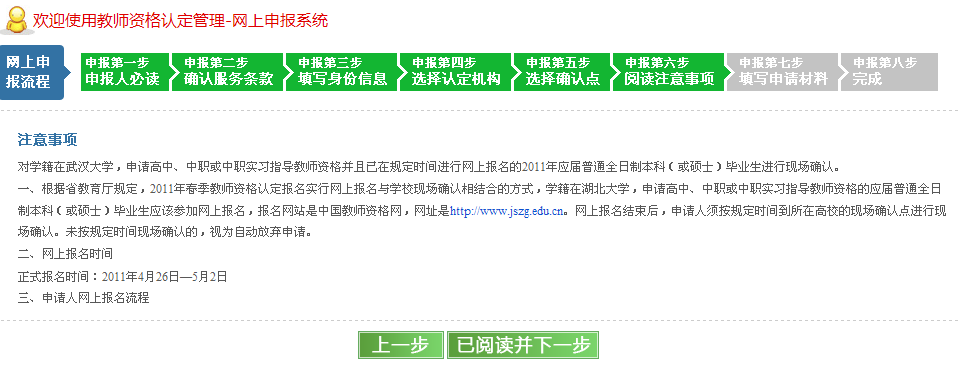 欢迎使用教师资格认定管理-网上申报系统
网上申
报流程
申报第一步
申报人必读
申报第二步
确认服务条款
申报第三步
填写身份信息
申报第四步
选择认定机构
申报第五步
选择确认点
申报第六步
阅读注意事项
申报第七步
填写申请材料
申报第八步
完成
注意事项
对学籍在武汉大学，申请高中、中职或中职实习指导教师资格并且已在规定时间进行网上报名的2011年应届普通全日制本科（或硕士）毕业生进行现场确认。
一、根据省教育厅规定，2011年春季教师资格认定报名实行网上报名与学校现场确认相结合的方式，学籍在湖北大学，申请高中、中职或中职实习指导教师资格的应届普通全日
制本科（或硕士）毕业生应该参加网上报名，报名网站是中国教师资格网，网址是http://www.jszg.edu.cn。网上报名结束后，申请人须按规定时间到所在高校的现场确认点进行现
场确认。未按规定时间现场确认的，视为自动放弃申请。
二、网上报名时间
正式报名时间：2011年4月26日—5月2日
三、申请人网上报名流程
上一步
已阅读并下一步